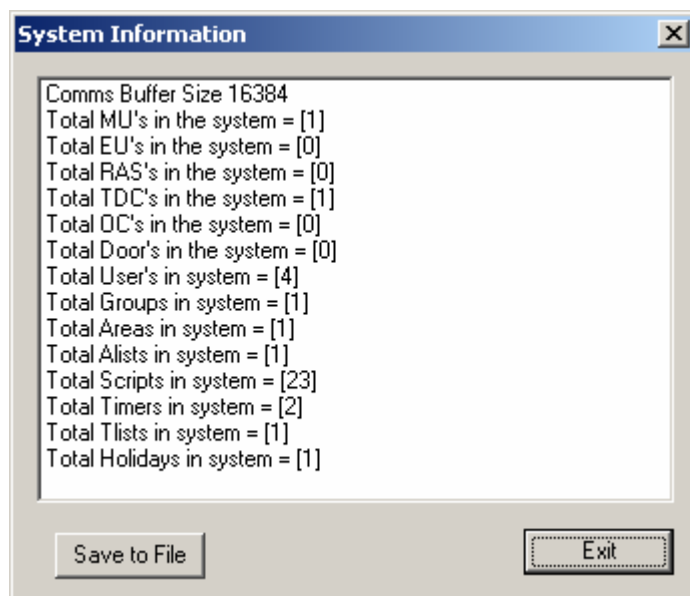 System Information
Comms Buffer Size 16384
Total MU's in the system = [1]
Total EU's in the system = [0]
Total RAS's in the system = [0]
Total TDC's in the system = [1]
Total OC's in the system = [0]
Total Door's in the system = [0]
Total User's in system = [4]
Total Groups in system = [1]
Total Areas in system = [1]
Total Alists in system = [1]
Total Scripts in system = [23]
Total Timers in system = [2]
Total Tlists in system = [1]
Total Holidays in system = [1]
Save to File
Exit